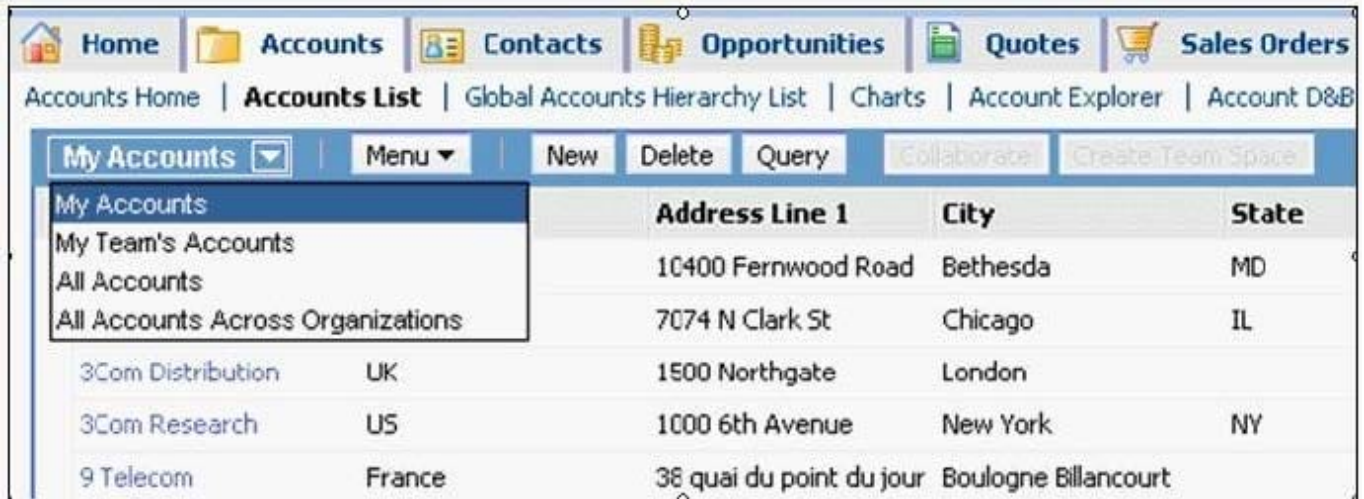 Home Accounts Contacts Opportunities Quotes Sales Orders
Accounts Home | Accounts List | Global Accounts Hierarchy List | Charts | Account Explorer | Account D&B
My Accounts Menu New Delete Query Collaborate Create Team Space
My Accounts
My Team's Accounts
All Accounts
All Accounts Across Organizations
Address Line 1 City State
10400 Fernwood Road Bethesda MD
7074 N Clark St Chicago IL
3Com Distribution UK 1500 Northgate London
3Com Research US 1000 6th Avenue New York NY
9 Telecom France 38 quai du point du jour Boulogne Billancourt